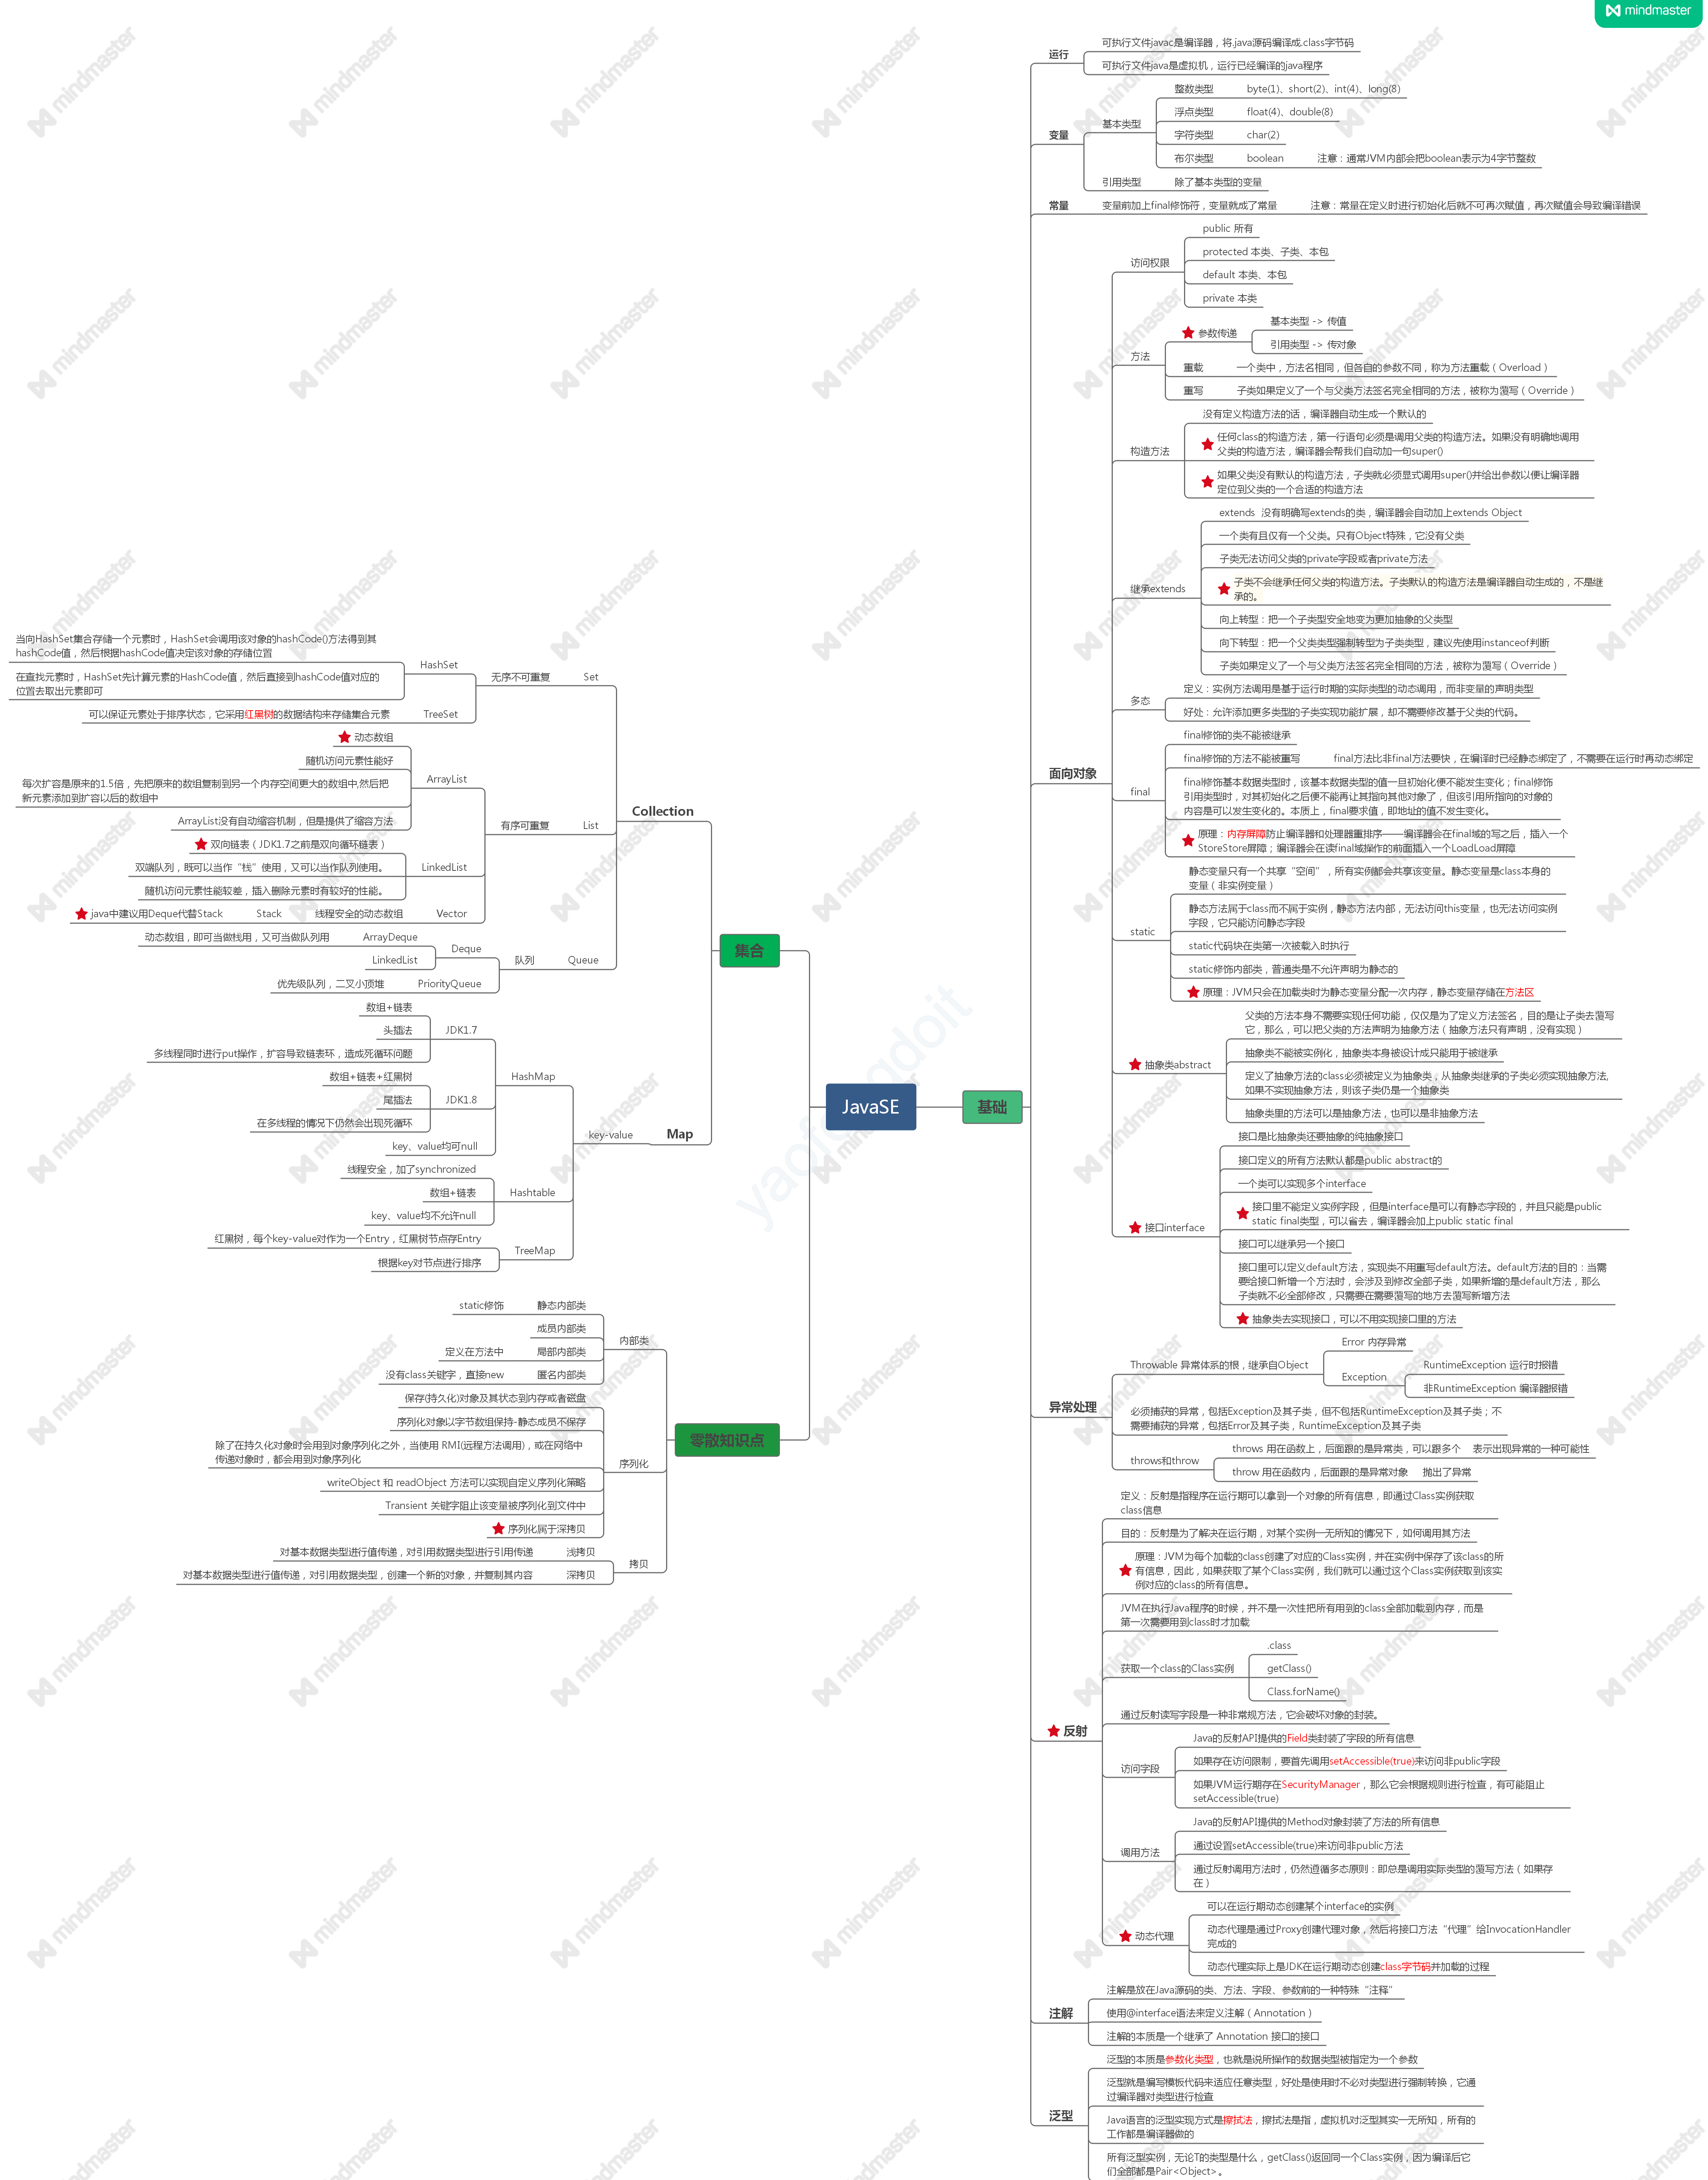 mindmaster
JavaSE
基础
运行
可执行文件javac是编译器，将.java源码编译成.class字节码
可执行文件java是虚拟机，运行已经编译的java程序
变量
基本类型
整数类型
byte(1)、short(2)、int(4)、long(8)
浮点类型
float(4)、double(8)
字符类型
char(2)
布尔类型
boolean
注意：通常JVM内部会把boolean表示为4字节整数
引用类型
除了基本类型的变量
常量
变量前加上final修饰符，变量就成了常量
注意：常量在定义时进行初始化后就不可再次赋值，再次赋值会导致编译错误
面向对象
访问权限
public 所有
protected 本类、子类、本包
default 本类、本包
private 本类
方法
参数传递
基本类型 -> 传值
引用类型 -> 传对象
重载
一个类中，方法名相同，但各自的参数不同，称为方法重载（Overload）
重写
子类如果定义了一个与父类方法签名完全相同的方法，被称为覆写（Override）
构造方法
没有定义构造方法的话，编译器自动生成一个默认的
任何class的构造方法，第一行语句必须是调用父类的构造方法。如果没有明确地调用
父类的构造方法，编译器会帮我们自动加一句super()
如果父类没有默认的构造方法，子类就必须显式调用super()并给出参数以便让编译器
定位到父类的一个合适的构造方法
继承extends
extends 没有明确写extends的类，编译器会自动加上extends Object
一个类有且仅有一个父类。只有Object特殊，它没有父类
子类无法访问父类的private字段或者private方法
子类不会继承任何父类的构造方法。子类默认的构造方法是编译器自动生成的，不是继
承的。
向上转型：把一个子类型安全地变为更加抽象的父类型
向下转型：把一个父类类型强制转型为子类类型，建议先使用instanceof判断
子类如果定义了一个与父类方法签名完全相同的方法，被称为覆写（Override）
多态
定义：实例方法调用是基于运行时期的实际类型的动态调用，而非变量的声明类型
好处：允许添加更多类型的子类实现功能扩展，却不需要修改基于父类的代码。
final
final修饰的类不能被继承
final修饰的方法不能被重写
final方法比非final方法要快，在编译时已经静态绑定了，不需要在运行时再动态绑定
final修饰基本数据类型时，该基本数据类型的值一旦初始化便不能发生变化；final修饰
引用类型时，对其初始化之后便不能再让其指向其他对象了，但该引用所指向的对象的
内容是可以发生变化的。本质上，final要求值，即地址的值不发生变化。
原理：内存屏障防止编译器和处理器重排序——编译器会在final域的写之后，插入一个
StoreStore屏障；编译器会在读final域操作的前面插入一个LoadLoad屏障
static
静态变量只有一个共享“空间”，所有实例都会共享该变量。静态变量是class本身的
变量（非实例变量）
静态方法属于class而不属于实例，静态方法内部，无法访问this变量，也无法访问实例
字段，它只能访问静态字段
static代码块在类第一次被载入时执行
static修饰内部类，普通类是不允许声明为静态的
原理：JVM只会在加载类时为静态变量分配一次内存，静态变量存储在方法区
抽象类abstract
父类的方法本身不需要实现任何功能，仅仅是为了定义方法签名，目的是让子类去覆写
它，那么，可以把父类的方法声明为抽象方法（抽象方法只有声明，没有实现）
抽象类不能被实例化，抽象类本身被设计成只能用于被继承
定义了抽象方法的class必须被定义为抽象类，从抽象类继承的子类必须实现抽象方法,
如果不实现抽象方法，则该子类仍是一个抽象类
抽象类里的方法可以是抽象方法，也可以是非抽象方法
接口interface
接口是比抽象类还要抽象的纯抽象接口
接口定义的所有方法默认都是public abstract的
一个类可以实现多个interface
接口里不能定义实例字段，但是interface是可以有静态字段的，并且只能是public
static final类型，可以省去，编译器会加上public static final
接口可以继承另一个接口
接口里可以定义default方法，实现类不用重写default方法。default方法的目的：当需
要给接口新增一个方法时，会涉及到修改全部子类，如果新增的是default方法，那么
子类就不必全部修改，只需要在需要覆写的地方去覆写新增方法
抽象类去实现接口，可以不用实现接口里的方法
异常处理
Throwable 异常体系的根，继承自Object
Error 内存异常
Exception
RuntimeException 运行时报错
非RuntimeException 编译器报错
必须捕获的异常，包括Exception及其子类，但不包括RuntimeException及其子类；不
需要捕获的异常，包括Error及其子类，RuntimeException及其子类
throws和throw
throws 用在函数上，后面跟的是异常类，可以跟多个
表示出现异常的一种可能性
throw 用在函数内，后面跟的是异常对象
抛出了异常
反射
定义：反射是指程序在运行期可以拿到一个对象的所有信息，即通过Class实例获取
class信息
目的：反射是为了解决在运行期，对某个实例一无所知的情况下，如何调用其方法
原理：JVM为每个加载的class创建了对应的Class实例，并在实例中保存了该class的所
有信息，因此，如果获取了某个Class实例，我们就可以通过这个Class实例获取到该实
例对应的class的所有信息。
JVM在执行Java程序的时候，并不是一次性把所有用到的class全部加载到内存，而是
第一次需要用到class时才加载
获取一个class的Class实例
.class
getClass()
Class.forName()
通过反射读写字段是一种非常规方法，它会破坏对象的封装。
访问字段
Java的反射API提供的Field类封装了字段的所有信息
如果存在访问限制，要首先调用setAccessible(true)来访问非public字段
如果JVM运行期存在SecurityManager，那么它会根据规则进行检查，有可能阻止
setAccessible(true)
调用方法
Java的反射API提供的Method对象封装了方法的所有信息
通过设置setAccessible(true)来访问非public方法
通过反射调用方法时，仍然遵循多态原则：即总是调用实际类型的覆写方法（如果存
在）
动态代理
可以在运行期动态创建某个interface的实例
动态代理是通过Proxy创建代理对象，然后将接口方法“代理”给InvocationHandler
完成的
动态代理实际上是JDK在运行期动态创建class字节码并加载的过程
注解
注解是放在Java源码的类、方法、字段、参数前的一种特殊“注释”
使用@interface语法来定义注解（Annotation）
注解的本质是一个继承了 Annotation 接口的接口
泛型
泛型的本质是参数化类型，也就是说所操作的数据类型被指定为一个参数
泛型就是编写模板代码来适应任意类型，好处是使用时不必对类型进行强制转换，它通
过编译器对类型进行检查
Java语言的泛型实现方式是擦拭法，擦拭法是指，虚拟机对泛型其实一无所知，所有的
工作都是编译器做的
所有泛型实例，无论T的类型是什么，getClass()返回同一个Class实例，因为编译后它
们全部都是Pair<Object>。
集合
Collection
Set
无序不可重复
HashSet
当向HashSet集合存储一个元素时，HashSet会调用该对象的hashCode()方法得到其
hashCode值，然后根据hashCode值决定该对象的存储位置
在查找元素时，HashSet先计算元素的HashCode值，然后直接到hashCode值对应的
位置去取出元素即可
TreeSet
可以保证元素处于排序状态，它采用红黑树的数据结构来存储集合元素
List
有序可重复
ArrayList
动态数组
随机访问元素性能好
每次扩容是原来的1.5倍，先把原来的数组复制到另一个内存空间更大的数组中,然后把
新元素添加到扩容以后的数组中
ArrayList没有自动缩容机制，但是提供了缩容方法
LinkedList
双向链表（JDK1.7之前是双向循环链表）
双端队列，既可以当作“栈”使用，又可以当作队列使用。
随机访问元素性能较差，插入删除元素时有较好的性能。
Vector
线程安全的动态数组
Stack
java中建议用Deque代替Stack
Queue
队列
Deque
ArrayDeque
动态数组，即可当做栈用，又可当做队列用
LinkedList
PriorityQueue
优先级队列，二叉小顶堆
Map
key-value
HashMap
JDK1.7
数组+链表
头插法
多线程同时进行put操作，扩容导致链表环，造成死循环问题
JDK1.8
数组+链表+红黑树
尾插法
在多线程的情况下仍然会出现死循环
key、value均可null
Hashtable
线程安全，加了synchronized
数组+链表
key、value均不允许null
TreeMap
红黑树，每个key-value对作为一个Entry，红黑树节点存Entry
根据key对节点进行排序
零散知识点
内部类
静态内部类
static修饰
成员内部类
局部内部类
定义在方法中
匿名内部类
没有class关键字，直接new
序列化
保存(持久化)对象及其状态到内存或者磁盘
序列化对象以字节数组保持-静态成员不保存
除了在持久化对象时会用到对象序列化之外，当使用 RMI(远程方法调用)，或在网络中
传递对象时，都会用到对象序列化
writeObject 和 readObject 方法可以实现自定义序列化策略
Transient 关键字阻止该变量被序列化到文件中
序列化属于深拷贝
拷贝
浅拷贝
对基本数据类型进行值传递，对引用数据类型进行引用传递
深拷贝
对基本数据类型进行值传递，对引用数据类型，创建一个新的对象，并复制其内容